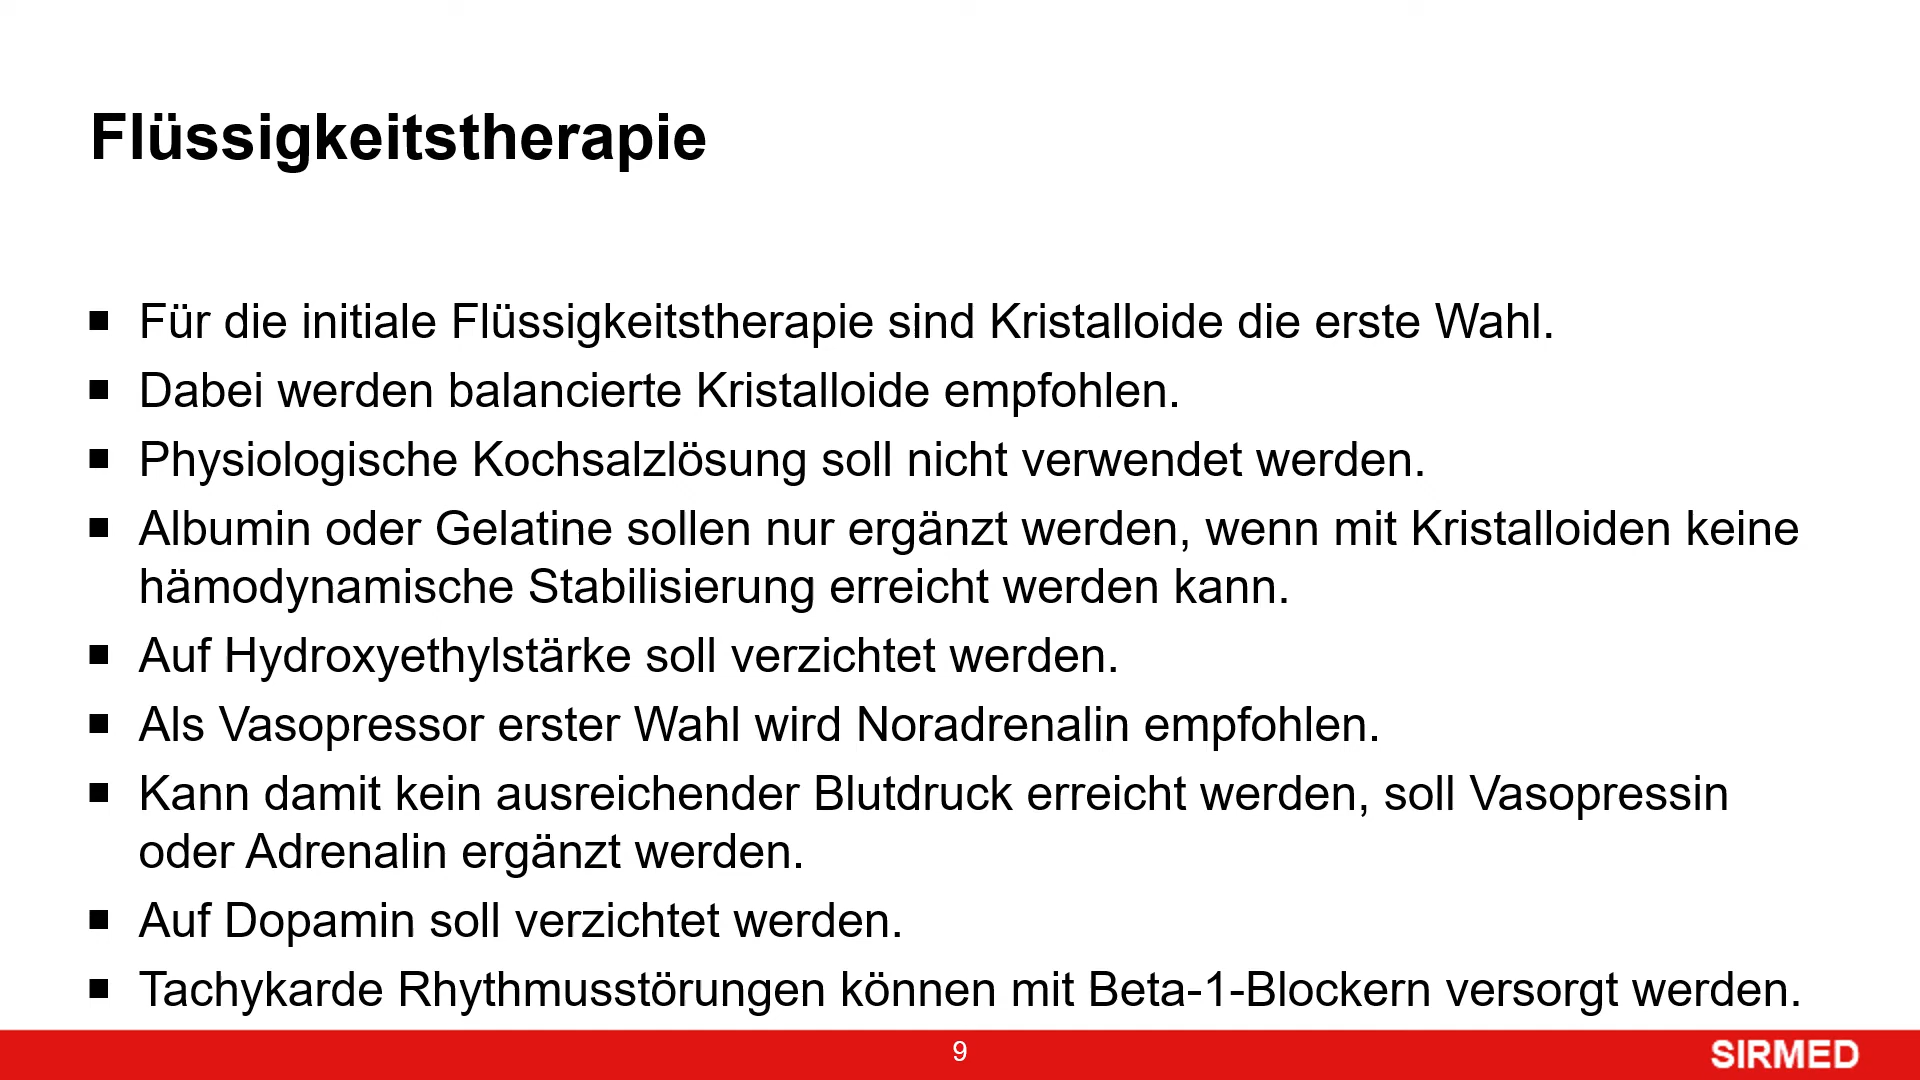 Flüssigkeitstherapie
▪ Für die initiale Flüssigkeitstherapie sind Kristalloide die erste Wahl.
▪ Dabei werden balancierte Kristalloide empfohlen.
▪ Physiologische Kochsalzlösung soll nicht verwendet werden.
▪ Albumin oder Gelatine sollen nur ergänzt werden, wenn mit Kristalloiden keine
hämodynamische Stabilisierung erreicht werden kann.
▪ Auf Hydroxyethylstärke soll verzichtet werden.
▪ Als Vasopressor erster Wahl wird Noradrenalin empfohlen.
▪ Kann damit kein ausreichender Blutdruck erreicht werden, soll Vasopressin
oder Adrenalin ergänzt werden.
▪ Auf Dopamin soll verzichtet werden.
▪ Tachykarde Rhythmusstörungen können mit Beta-1-Blockern versorgt werden.
9
SIRMED